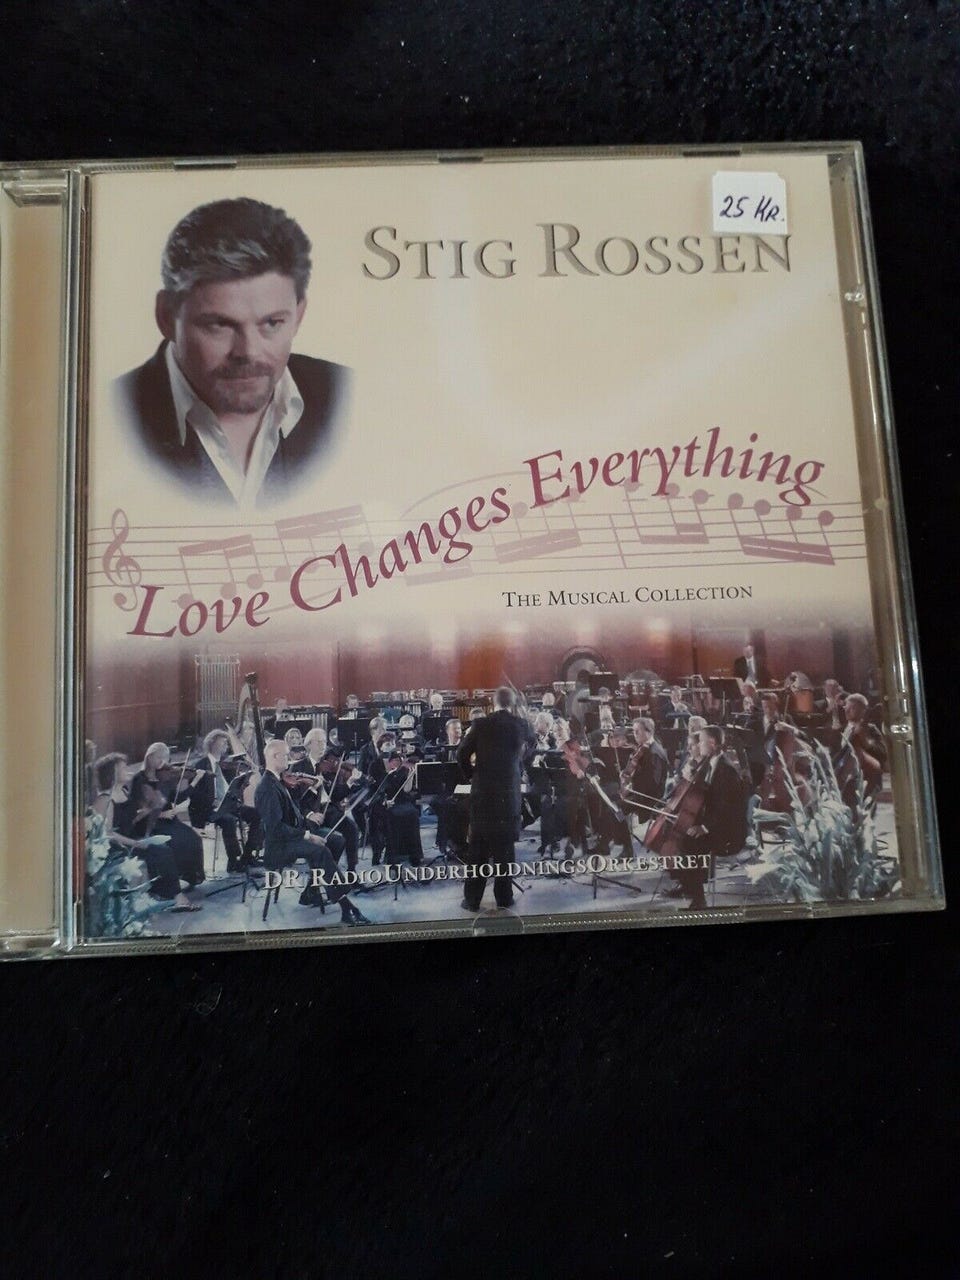 25 KR.
STIG ROSSEN
Love Changes Everything
THE MUSICAL COLLECTION
DR RADIOUNDERHOLDNINGSORKESTRET